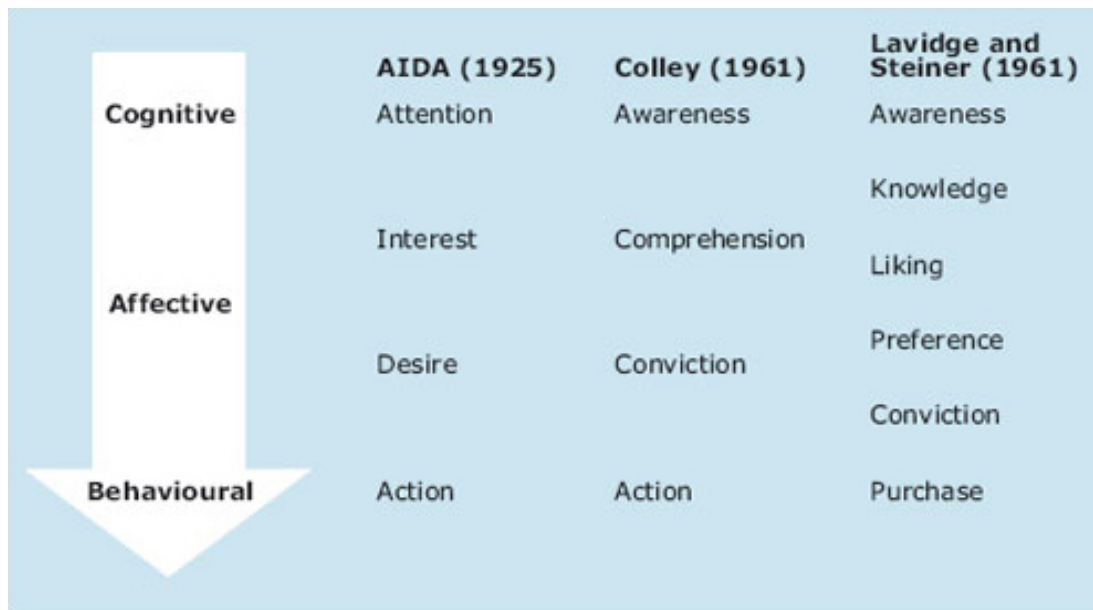 Lavidge and
AIDA (1925) Colley (1961) Steiner (1961)
Cognitive Attention Awareness Awareness
Knowledge
Interest Comprehension
Liking
Affective
Preference
Desire Conviction
Conviction
Behavioural Action Action Purchase